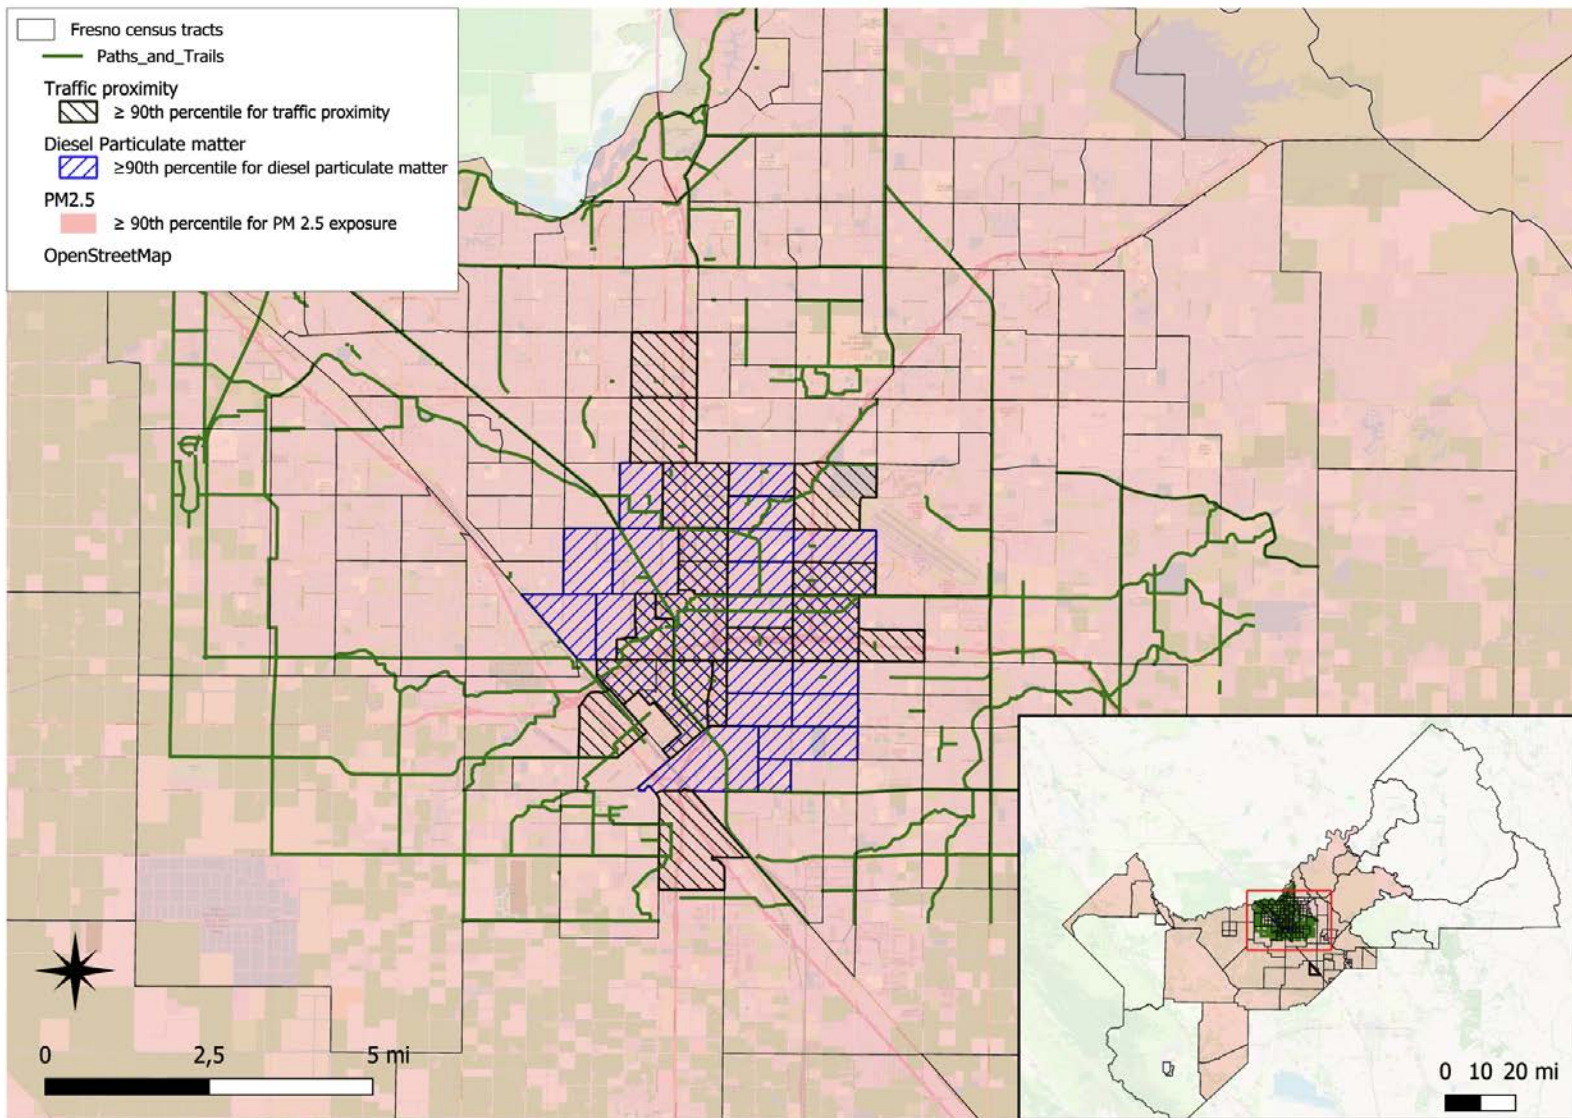 Fresno census tracts
Paths_and_Trails
Traffic proximity
≥ 90th percentile for traffic proximity
Diesel Particulate matter
≥90th percentile for diesel particulate matter
PM2.5
≥ 90th percentile for PM 2.5 exposure
OpenStreetMap
0 2,5 5 mi
0 10 20 mi